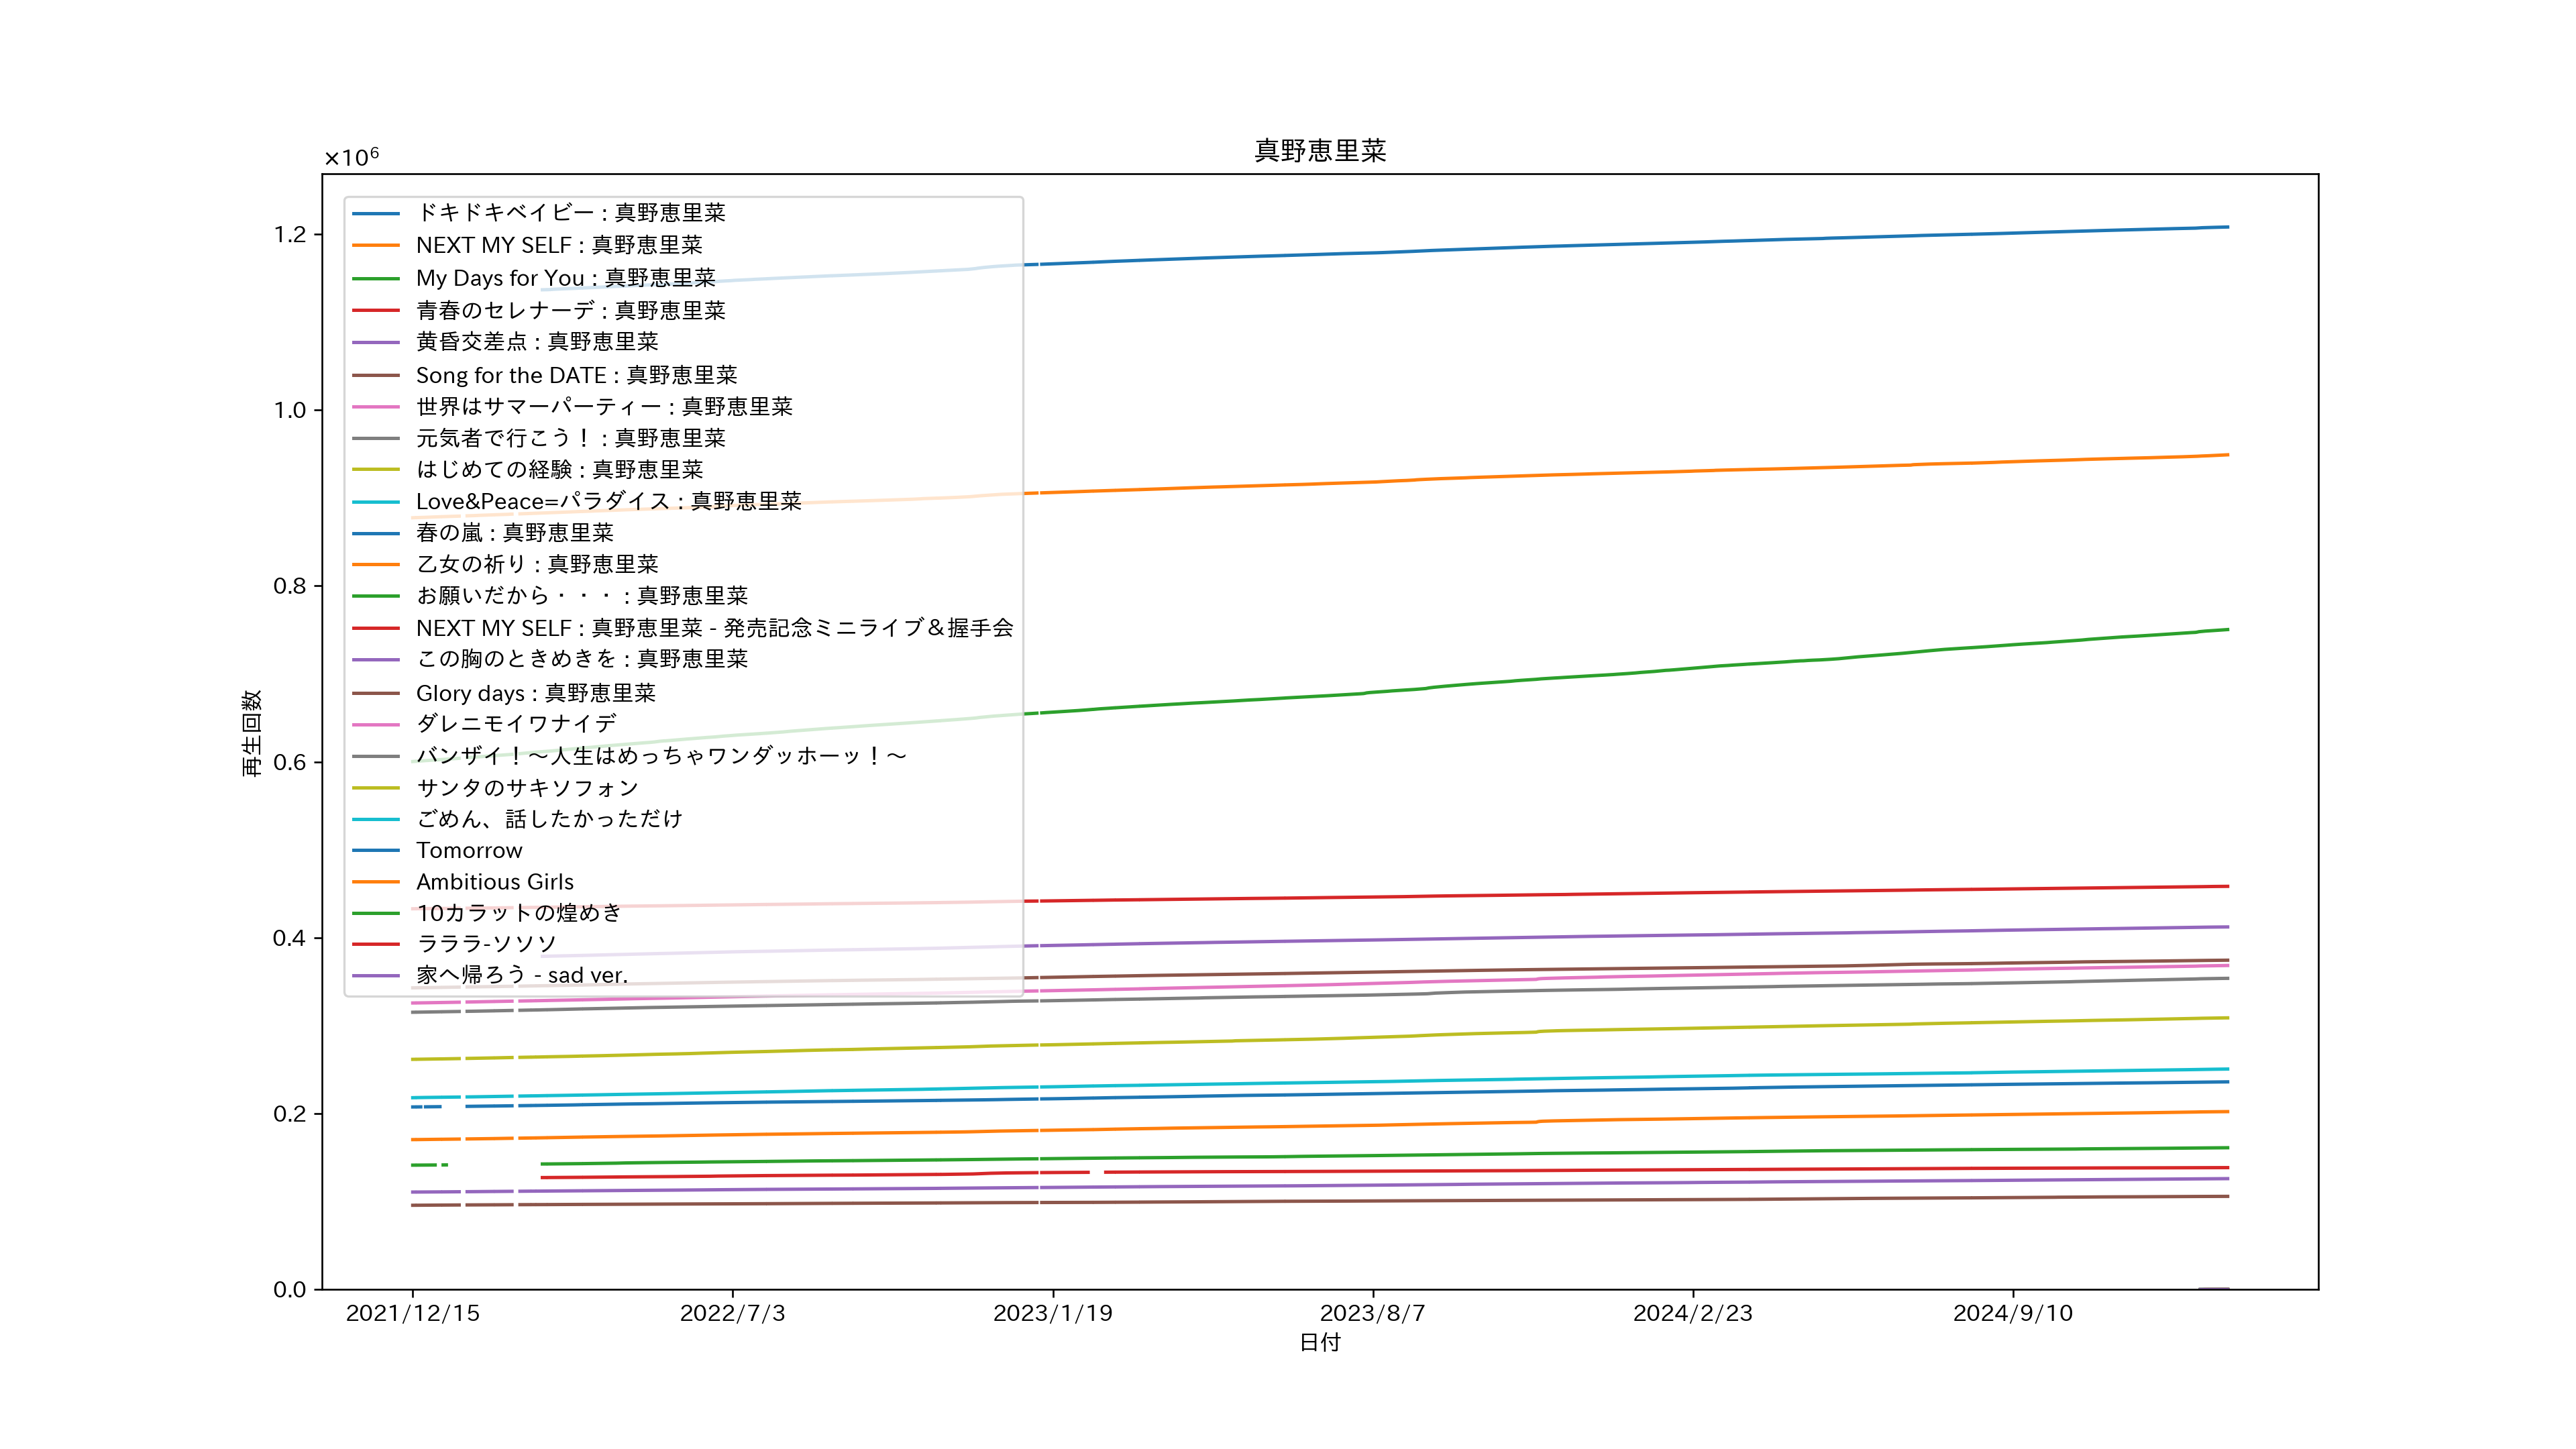 真野恵里菜
×10⁶
1.2
1.0
0.8
0.6
0.4
0.2
0.0
再生回数
ドキドキベイビー : 真野恵里菜
NEXT MY SELF : 真野恵里菜
My Days for You : 真野恵里菜
青春のセレナーデ : 真野恵里菜
黄昏交差点 : 真野恵里菜
Song for the DATE : 真野恵里菜
世界はサマーパーティー : 真野恵里菜
元気者で行こう！ : 真野恵里菜
はじめての経験 : 真野恵里菜
Love&Peace=パラダイス : 真野恵里菜
春の嵐 : 真野恵里菜
乙女の祈り : 真野恵里菜
お願いだから・・・ : 真野恵里菜
NEXT MY SELF : 真野恵里菜 - 発売記念ミニライブ＆握手会
この胸のときめきを : 真野恵里菜
Glory days : 真野恵里菜
ダレニモイワナイデ
バンザイ！〜人生はめっちゃワンダッホーッ！〜
サンタのサキソフォン
ごめん、話したかっただけ
Tomorrow
Ambitious Girls
10カラットの煌めき
ラララ-ソソソ
家へ帰ろう - sad ver.
2021/12/15
2022/7/3
2023/1/19
2023/8/7
2024/2/23
2024/9/10
日付